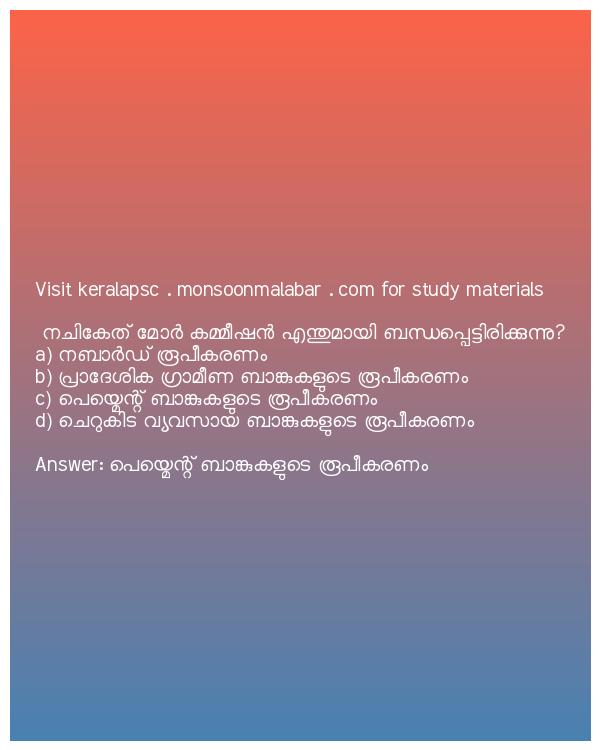 Visit keralapsc . monsoonmalabar . com for study materials
നചികേത് മോർ കമ്മീഷൻ എന്തുമായി ബന്ധപ്പെട്ടിരിക്കുന്നു?
a) നബാർഡ് രൂപീകരണം
b) പ്രാദേശിക ഗ്രാമീണ ബാങ്കുകളുടെ രൂപീകരണം
c) പെയ്മെന്റ് ബാങ്കുകളുടെ രൂപീകരണം
d) ചെറുകിട വ്യവസായ ബാങ്കുകളുടെ രൂപീകരണം
Answer: പെയ്മെന്റ് ബാങ്കുകളുടെ രൂപീകരണം